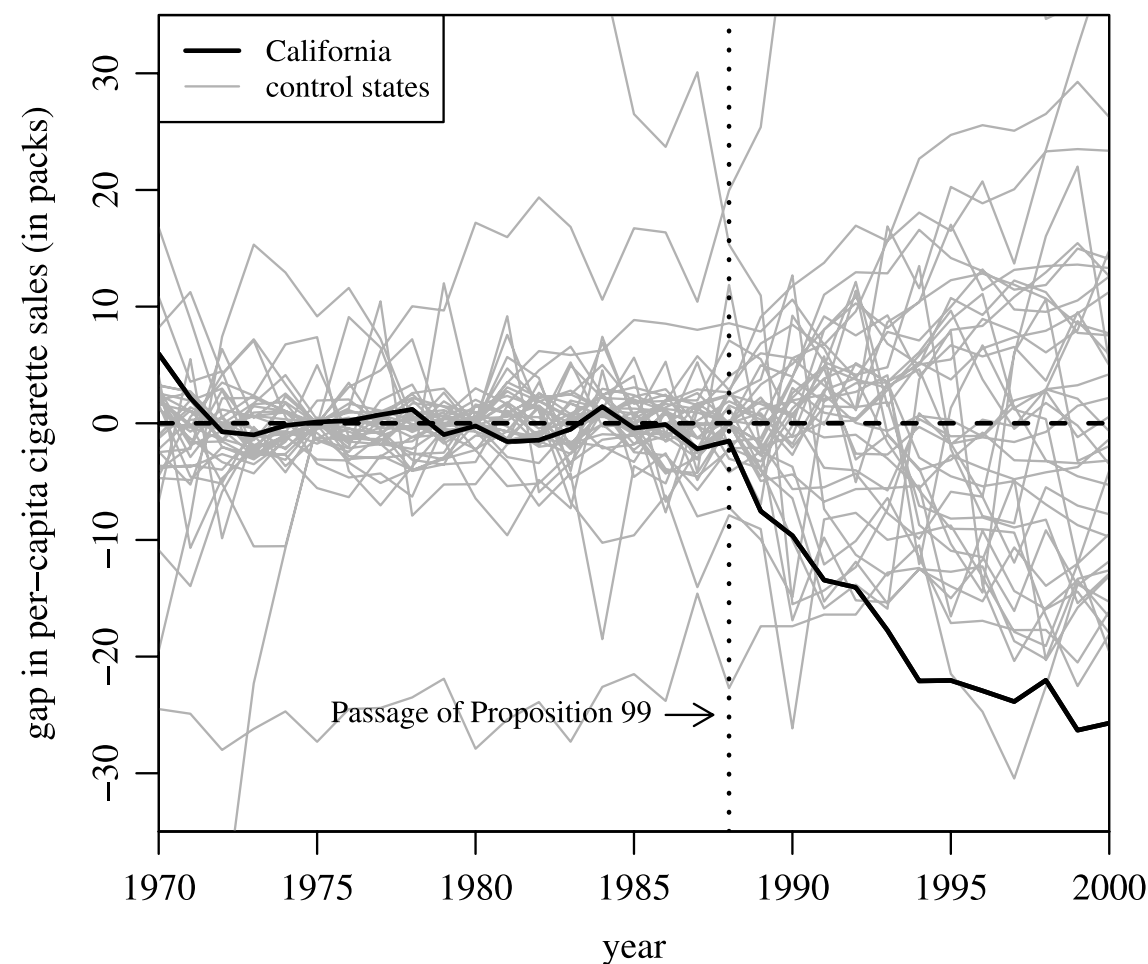 California
control states
gap in per−capita cigarette sales (in packs)
30
20
10
0
−10
−20
−30
Passage of Proposition 99
1970 1975 1980 1985 1990 1995 2000
year